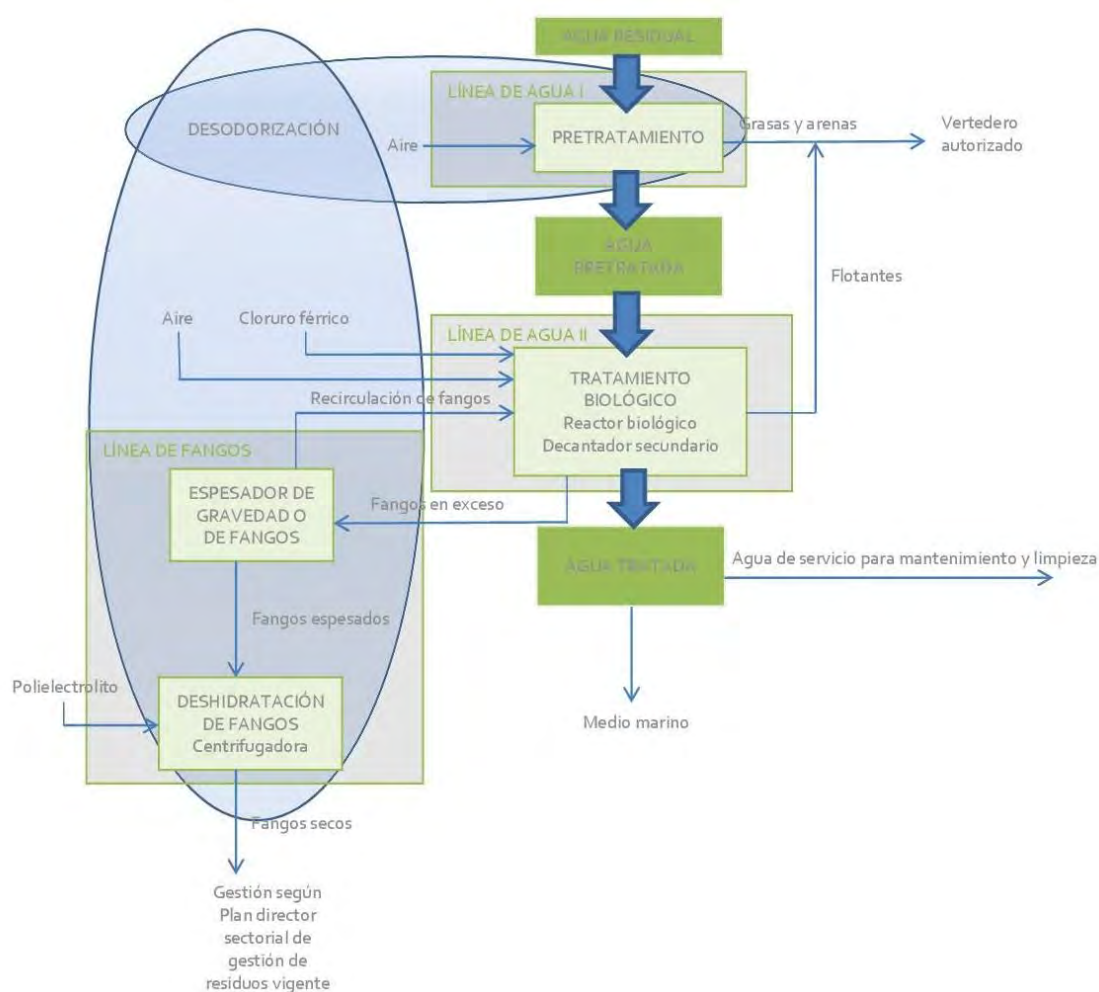 AGUA RESIDUAL
LÍNEA DE AGUA I
DESODORIZACIÓN
Aire
PRETRATAMIENTO
Grasas y arenas
Vertedero
autorizado
AGUA
PRETRATADA
Flotantes
Aire
Cloruro férrico
LÍNEA DE AGUA II
Recirculación de fangos
TRATAMIENTO
BIOLÓGICO
Reactor biológico
Decantador secundario
LÍNEA DE FANGOS
ESPESADOR DE
GRAVEDAD O
DE FANGOS
Fangos en exceso
AGUA TRATADA
Agua de servicio para mantenimiento y limpieza
Fangos espesados
Polielectrolito
DESHIDRATACIÓN
DE FANGOS
Centrifugadora
Medio marino
Fangos secos
Gestión según
Plan director
sectorial de
gestión de
residuos vigente